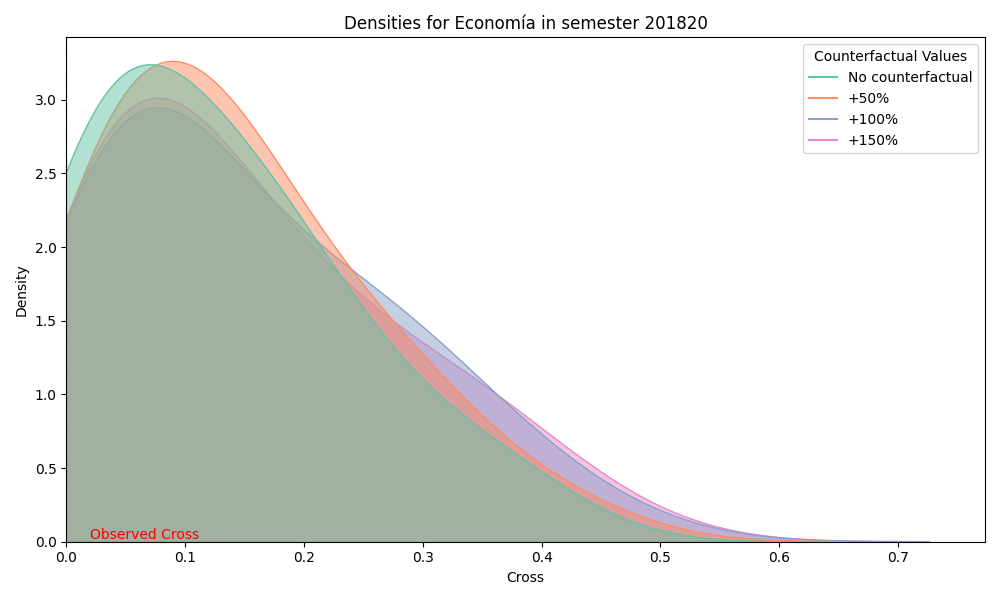 Densities for Economía in semester 201820
Counterfactual Values
No counterfactual
+50%
+100%
+150%
Density
3.0
2.5
2.0
1.5
1.0
0.5
0.0
Observed Cross
0.0 0.1 0.2 0.3 0.4 0.5 0.6 0.7
Cross